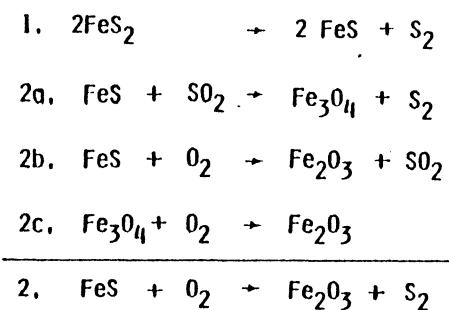 1. 2FeS₂ → 2 FeS + S₂
2a. FeS + SO₂ → Fe₃O₄ + S₂
2b. FeS + O₂ → Fe₂O₃ + SO₂
2c. Fe₃O₄ + O₂ → Fe₂O₃
2. FeS + O₂ → Fe₂O₃ + S₂